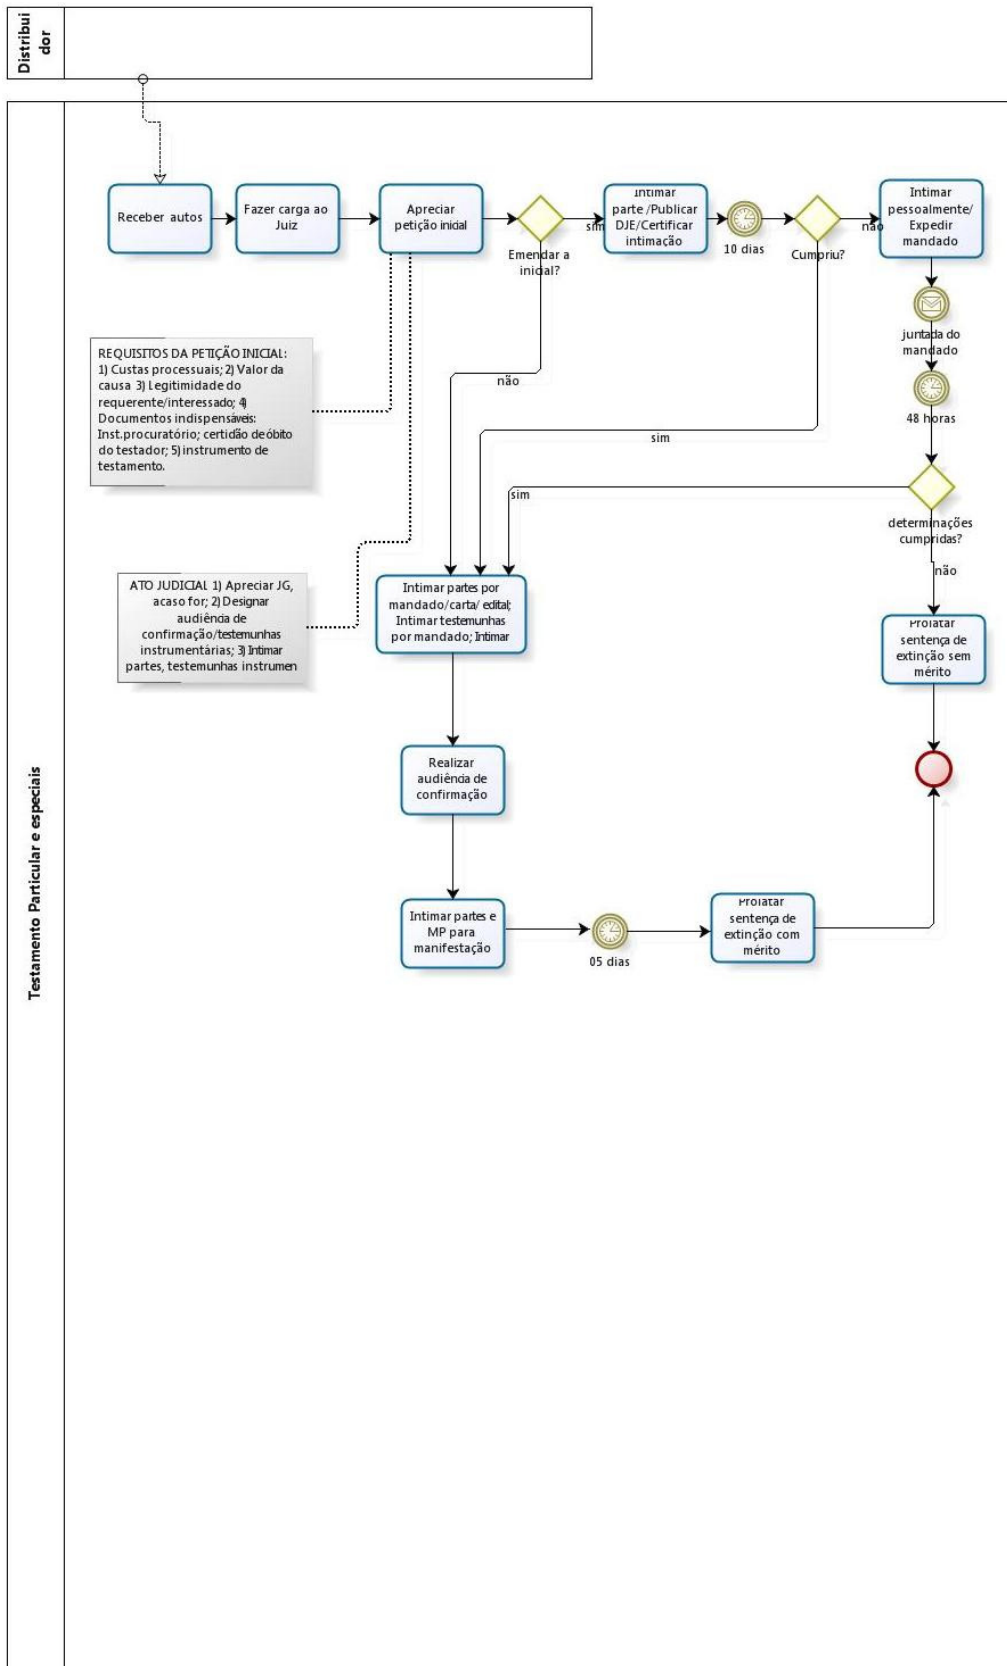 Distribui
dor
Testamento Particular e especiais
Receber autos
Fazer carga ao
Juiz
Apreciar
petição inicial
Emendar a
inicial?
sim
Intimar
parte /Publicar
DJE/Certificar
intimação
10 dias
Cumpriu?
não
Intimar
pessoalmente/
Expedir
mandado
juntada do
mandado
48 horas
determinações
cumpridas?
não
sim
sim
não
REQUISITOS DA PETIÇÃO INICIAL:
1) Custas processuais; 2) Valor da
causa 3) Legitimidade do
requerente/interessado; 4)
Documentos indispensáveis:
Inst.procuratório; certidão de óbito
do testador; 5) instrumento de
testamento.
ATO JUDICIAL 1) Apreciar JG,
acaso for; 2) Designar
audiência de
confirmação/testemunhas
instrumentárias; 3) Intimar
partes, testemunhas instrumen
Intimar partes por
mandado/carta/ edital;
Intimar testemunhas
por mandado; Intimar
Prolatar
sentença de
extinção sem
mérito
Realizar
audiência de
confirmação
Intimar partes e
MP para
manifestação
05 dias
Prolatar
sentença de
extinção com
mérito